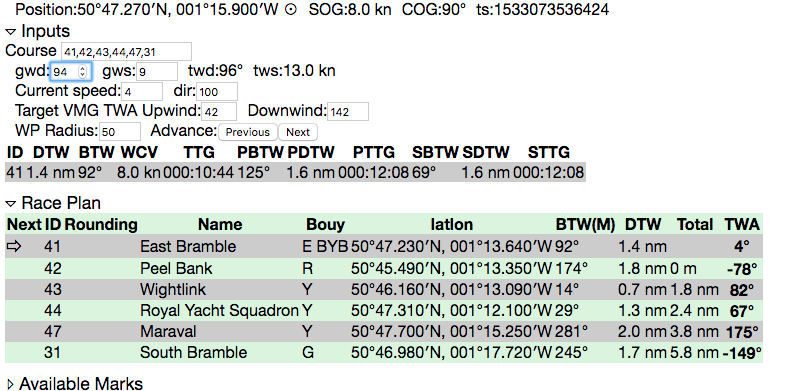 Position:50°47.270′N, 001°15.900′W ⊙ SOG:8.0 kn COG:90° ts:1533073536424
▽ Inputs
Course 41,42,43,44,47,31
gwd: 94 gws: 9 twd:96° tws:13.0 kn
Current speed: 4 dir: 100
Target VMG TWA Upwind: 42 Downwind: 142
WP Radius: 50 Advance: Previous Next
ID DTW BTW WCV TTG PBTW PDTW PTTG SBTW SDTW STTG
41 1.4 nm 92° 8.0 kn 000:10:44 125° 1.6 nm 000:12:08 69° 1.6 nm 000:12:08
▽ Race Plan
Next ID Rounding Name Bouy latlon BTW(M) DTW Total TWA
⇨ 41 East Bramble E BYB 50°47.230′N, 001°13.640′W 92° 1.4 nm 4°
42 Peel Bank R 50°45.490′N, 001°13.350′W 174° 1.8 nm 0 m -78°
43 Wightlink Y 50°46.160′N, 001°13.090′W 14° 0.7 nm 1.8 nm 82°
44 Royal Yacht Squadron Y 50°47.310′N, 001°12.100′W 29° 1.3 nm 2.4 nm 67°
47 Maraval Y 50°47.700′N, 001°15.250′W 281° 2.0 nm 3.8 nm 175°
31 South Bramble G 50°46.980′N, 001°17.720′W 245° 1.7 nm 5.8 nm -149°
▷ Available Marks